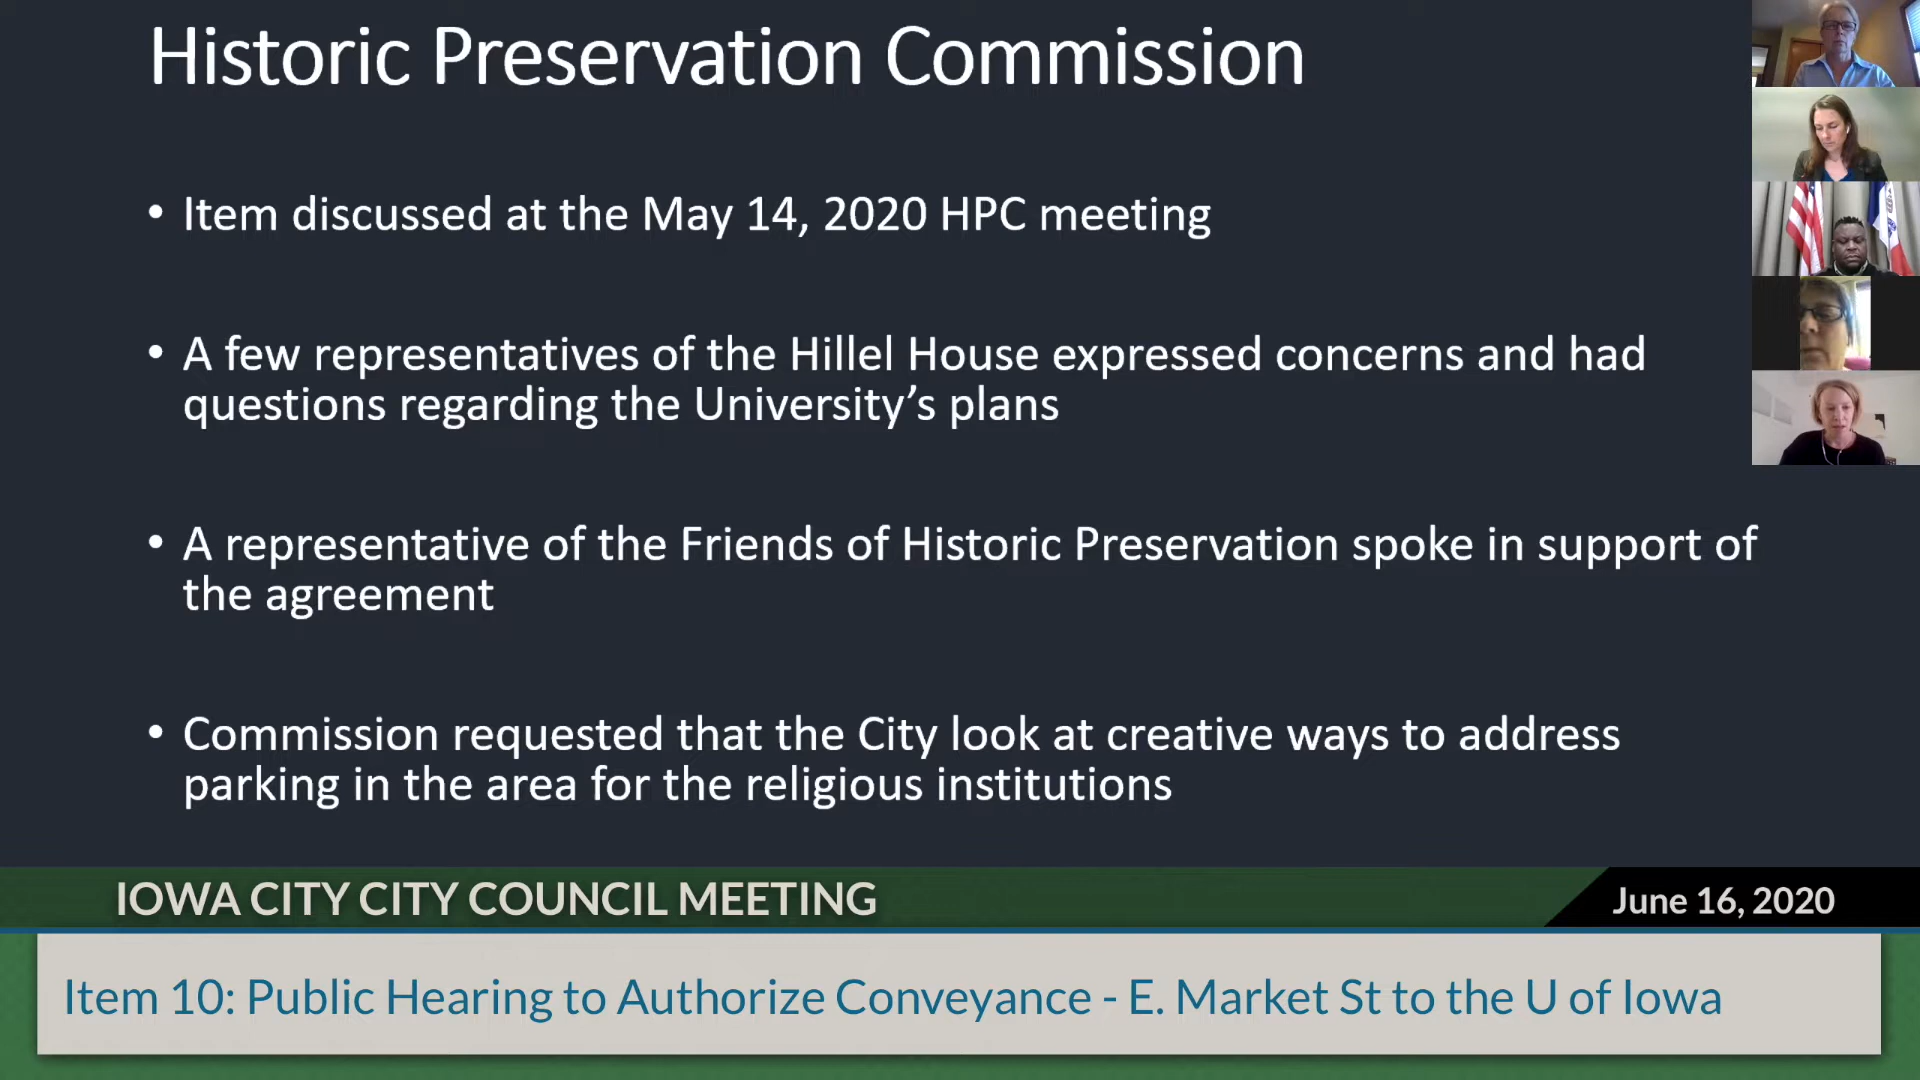 Historic Preservation Commission
• Item discussed at the May 14, 2020 HPC meeting
• A few representatives of the Hillel House expressed concerns and had
questions regarding the University’s plans
• A representative of the Friends of Historic Preservation spoke in support of
the agreement
• Commission requested that the City look at creative ways to address
parking in the area for the religious institutions
IOWA CITY CITY COUNCIL MEETING
June 16, 2020
Item 10: Public Hearing to Authorize Conveyance - E. Market St to the U of Iowa